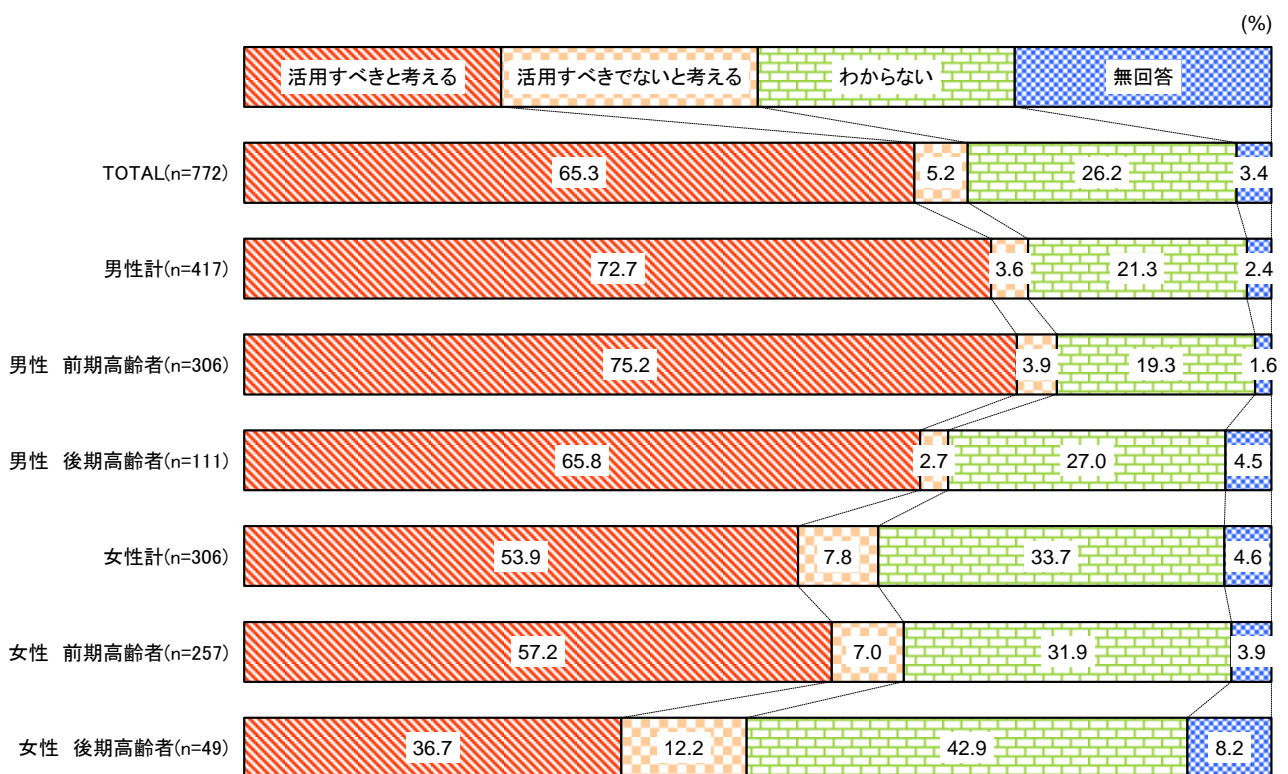 (%)
活用すべきと考える 活用すべきでないと考える わからない 無回答
TOTAL(n=772) 65.3 5.2 26.2 3.4
男性計(n=417) 72.7 3.6 21.3 2.4
男性 前期高齢者(n=306) 75.2 3.9 19.3 1.6
男性 後期高齢者(n=111) 65.8 2.7 27.0 4.5
女性計(n=306) 53.9 7.8 33.7 4.6
女性 前期高齢者(n=257) 57.2 7.0 31.9 3.9
女性 後期高齢者(n=49) 36.7 12.2 42.9 8.2